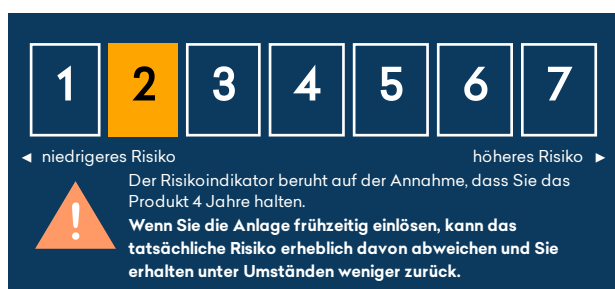 1 2 3 4 5 6 7
◄ niedrigeres Risiko höheres Risiko ►
Der Risikoindikator beruht auf der Annahme, dass Sie das
Produkt 4 Jahre halten.
Wenn Sie die Anlage frühzeitig einlösen, kann das
tatsächliche Risiko erheblich davon abweichen und Sie
erhalten unter Umständen weniger zurück.
!